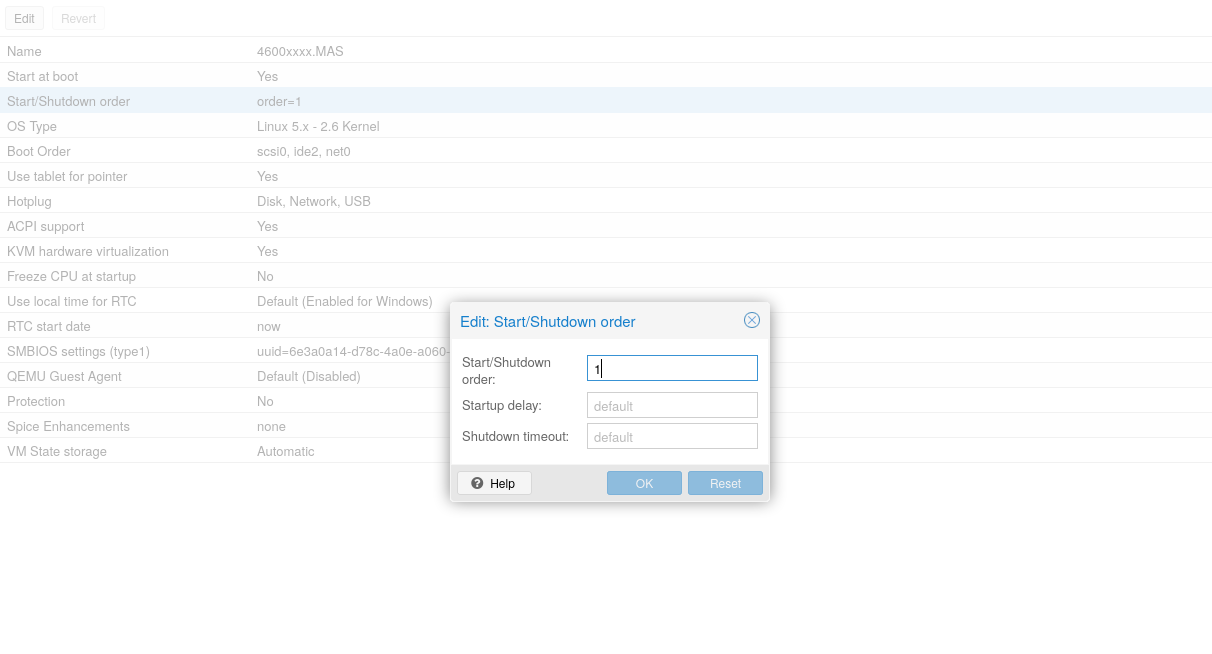 Edit Revert
Name 4600xxxx.MAS
Start at boot Yes
Start/Shutdown order order=1
OS Type Linux 5.x - 2.6 Kernel
Boot Order scsi0, ide2, net0
Use tablet for pointer Yes
Hotplug Disk, Network, USB
ACPI support Yes
KVM hardware virtualization Yes
Freeze CPU at startup No
Use local time for RTC Default (Enabled for Windows)
RTC start date now
SMBIOS settings (type1) uuid=6e3a0a14-d78c-4a0e-a060-
QEMU Guest Agent Default (Disabled)
Protection No
Spice Enhancements none
VM State storage Automatic
Edit: Start/Shutdown order
Start/Shutdown
order: 1
Startup delay: default
Shutdown timeout: default
Help OK Reset